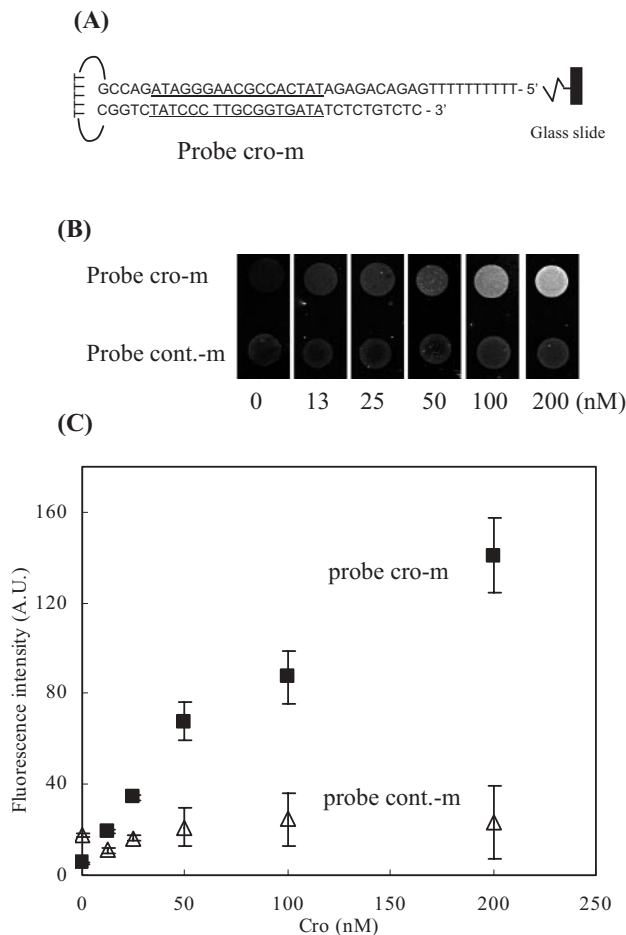 (A)
TTTTT
TTTTT
GCCAGATAGGGAACGCCACTATAGAGACAGAGTTTTTTTTTT- 5'
CGGTCTATCCC TTGCGGTGATATCTCTGTCTC - 3'
Glass slide
Probe cro-m
(B)
Probe cro-m
Probe cont.-m
0 13 25 50 100 200 (nM)
(C)
Fluorescence intensity (A.U.)
160
120
80
40
0
probe cro-m
probe cont.-m
0 50 100 150 200 250
Cro (nM)